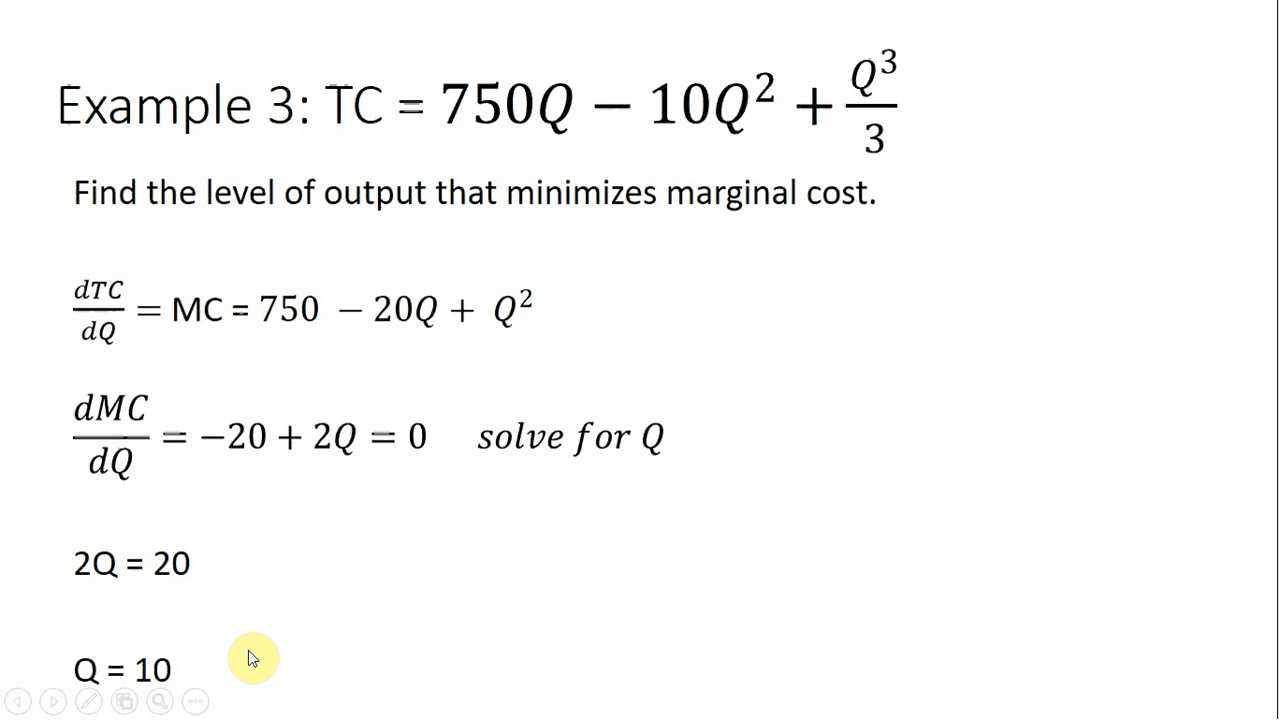 Example 3: TC = 750Q − 10Q² + Q³/3
Find the level of output that minimizes marginal cost.
dTC/dQ = MC = 750 − 20Q + Q²
dMC/dQ = −20 + 2Q = 0 solve for Q
2Q = 20
Q = 10